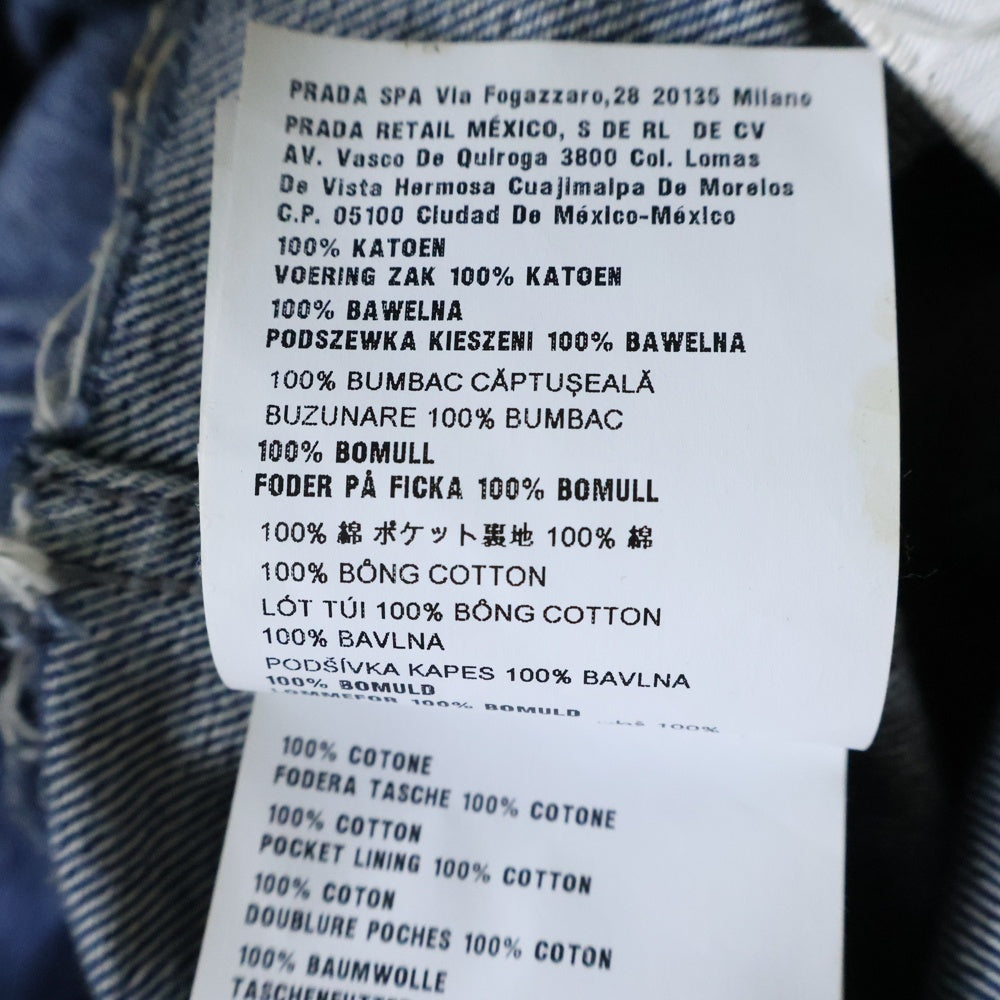 PRADA SPA Via Fogazzaro,28 20135 Milano
PRADA RETAIL MÉXICO, S DE RL DE CV
AV. Vasco De Quiroga 3800 Col. Lomas
De Vista Hermosa Cuajimalpa De Morelos
C.P. 05100 Ciudad De México-México
100% KATOEN
VOERING ZAK 100% KATOEN
100% BAWELNA
PODSZEWKA KIESZENI 100% BAWELNA
100% BUMBAC CĂPTUŞEALĂ
BUZUNARE 100% BUMBAC
100% BOMULL
FODER PÅ FICKA 100% BOMULL
100% 綿 ポケット裏地 100% 綿
100% BÔNG COTTON
LÓT TÚI 100% BÔNG COTTON
100% BAVLNA
PODŠÍVKA KAPES 100% BAVLNA
100% BOMULD
LOMMEFOR 100% BOMULD
100%
100% COTONE
FODERA TASCHE 100% COTONE
100% COTTON
POCKET LINING 100% COTTON
100% COTON
DOUBLURE POCHES 100% COTON
100% BAUMWOLLE